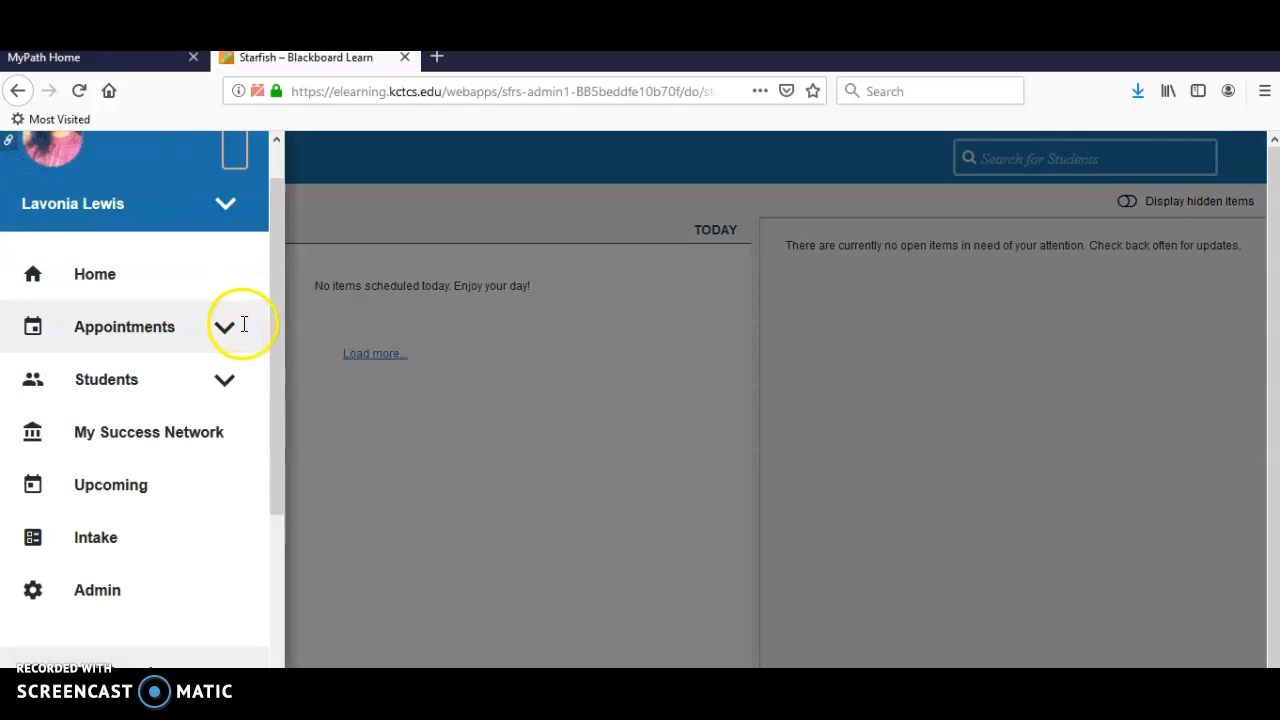 MyPath Home
Starfish – Blackboard Learn
https://elearning.kctcs.edu/webapps/sfrs-admin1-BB5beddfe10b70f/do/st
Search
Most Visited
Search for Students
Lavonia Lewis
Display hidden items
TODAY
There are currently no open items in need of your attention. Check back often for updates.
Home
No items scheduled today. Enjoy your day!
Appointments
Load more...
Students
My Success Network
Upcoming
Intake
Admin
RECORDED WITH
SCREENCAST MATIC